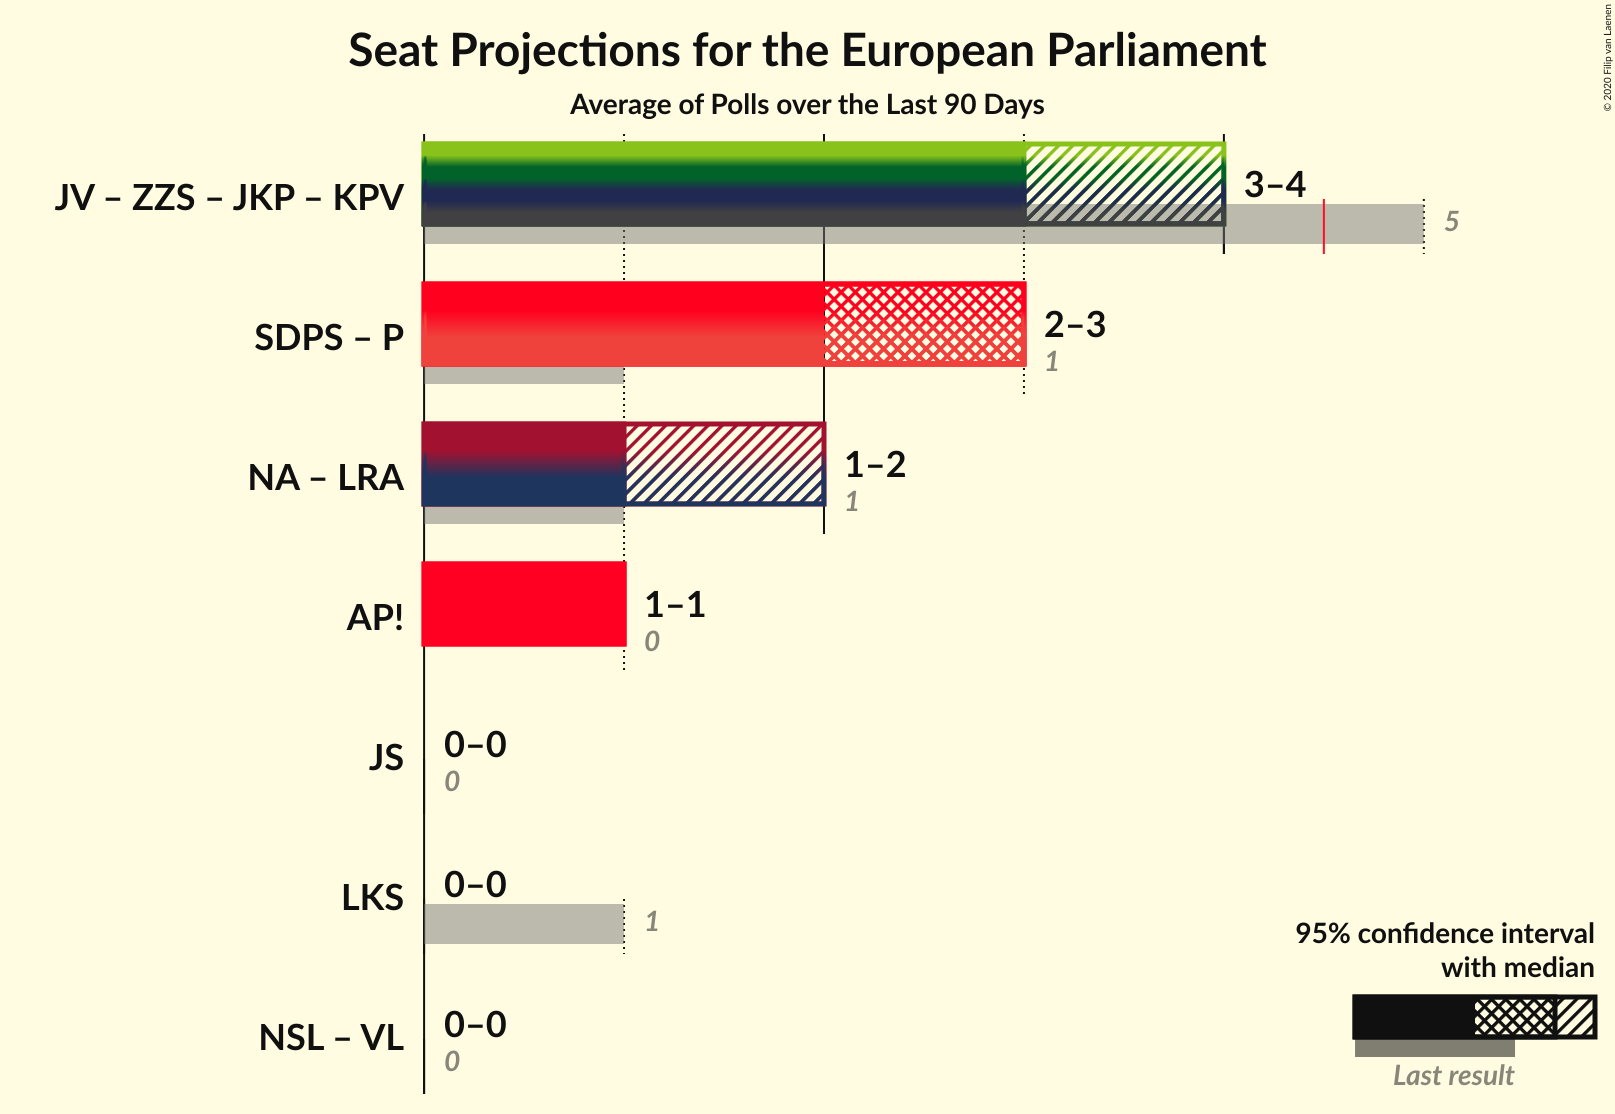 Seat Projections for the European Parliament
Average of Polls over the Last 90 Days
© 2020 Filip van Laenen
JV – ZZS – JKP – KPV
3–4
5
SDPS – P
2–3
1
NA – LRA
1–2
1
AP!
1–1
0
JS
0–0
0
LKS
0–0
1
NSL – VL
0–0
0
95% confidence interval
with median
Last result